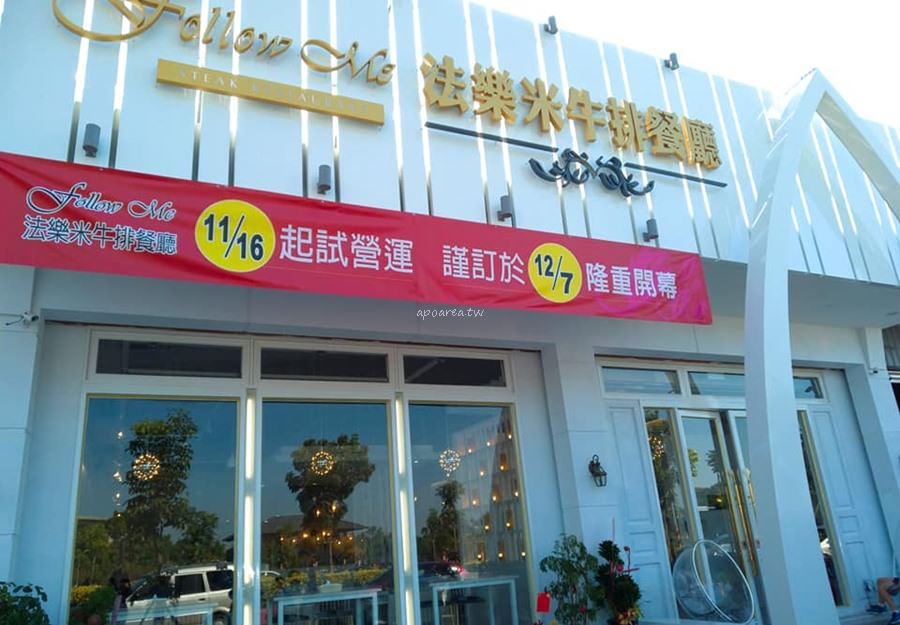 Follow Me
STEAK RESTAURANT
法樂米牛排餐廳
Follow Me
法樂米牛排餐廳
11/16 起試營運 謹訂於 12/7 隆重開幕
apoarea.tw